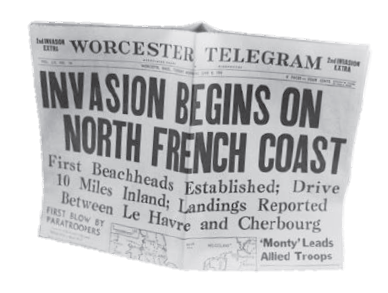 2nd INVASION
EXTRA
WORCESTER TELEGRAM
2nd INVASION
EXTRA
INVASION BEGINS ON
NORTH FRENCH COAST
First Beachheads Established; Drive
10 Miles Inland; Landings Reported
Between Le Havre and Cherbourg
FIRST BLOW BY
PARATROOPERS
'Monty' Leads
Allied Troops